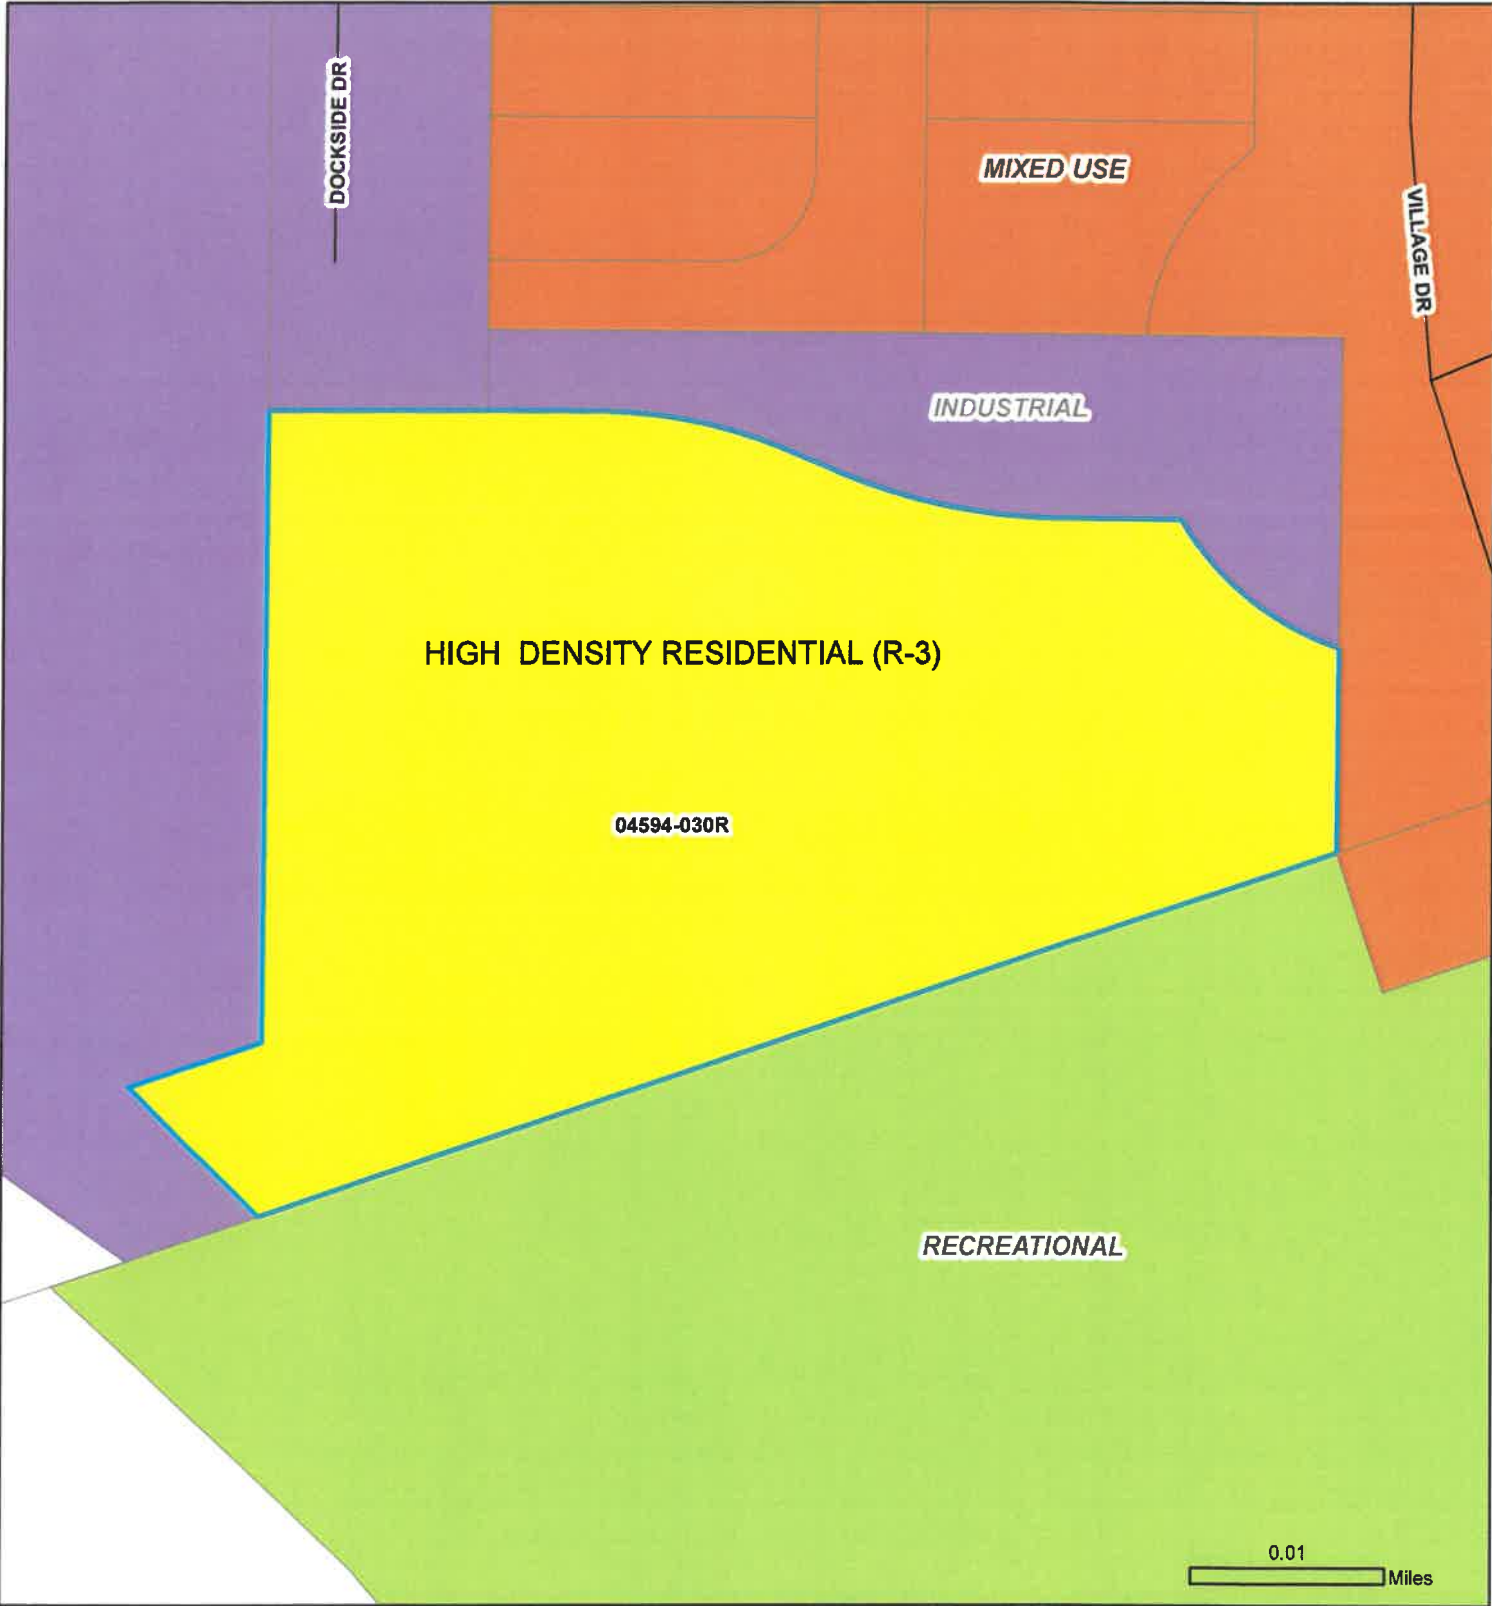 DOCKSIDE DR
MIXED USE
VILLAGE DR
INDUSTRIAL
HIGH DENSITY RESIDENTIAL (R-3)
04594-030R
RECREATIONAL
0.01
Miles